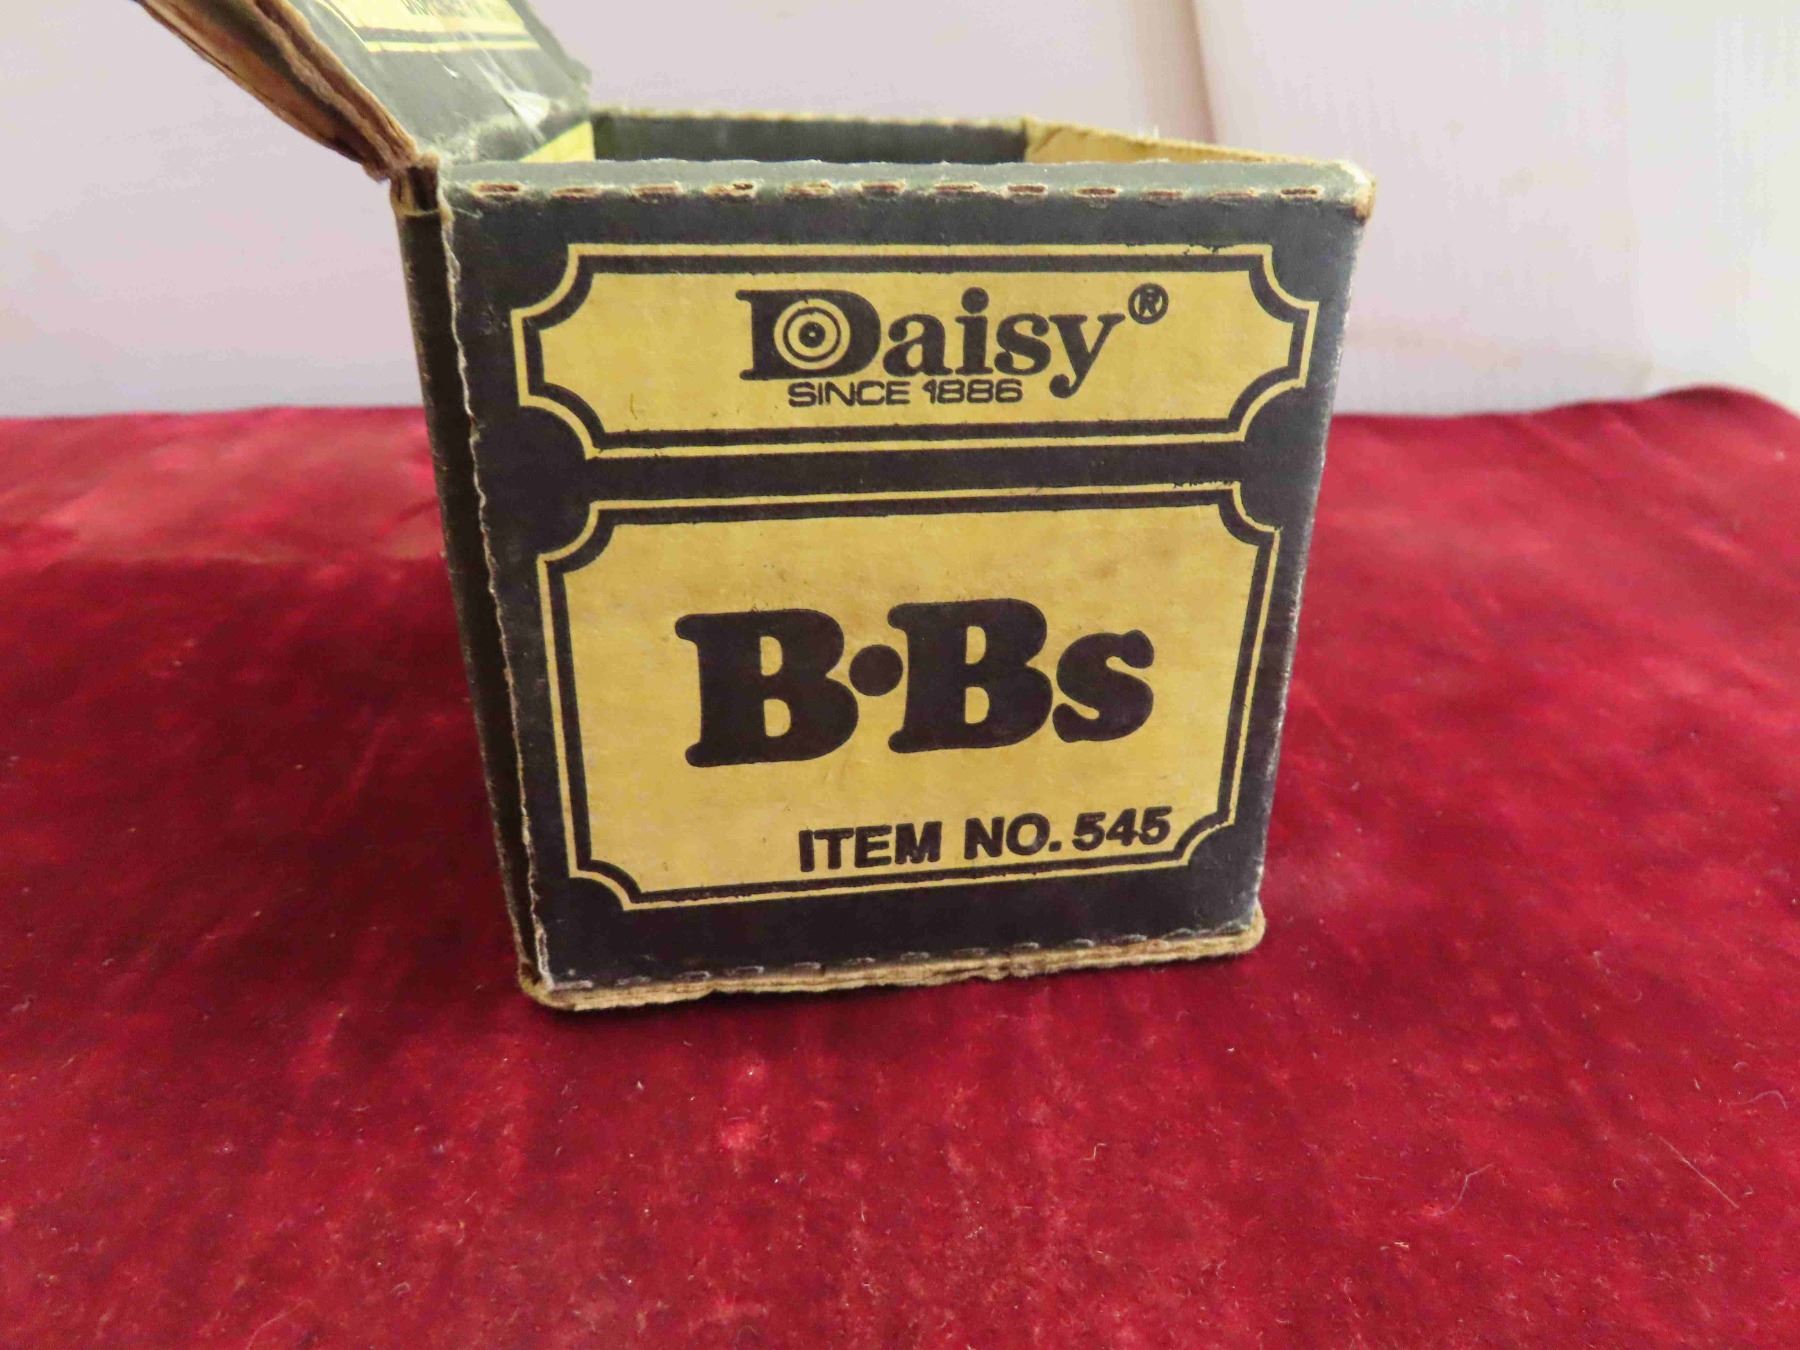 Daisy®
SINCE 1886
B•Bs
ITEM NO. 545